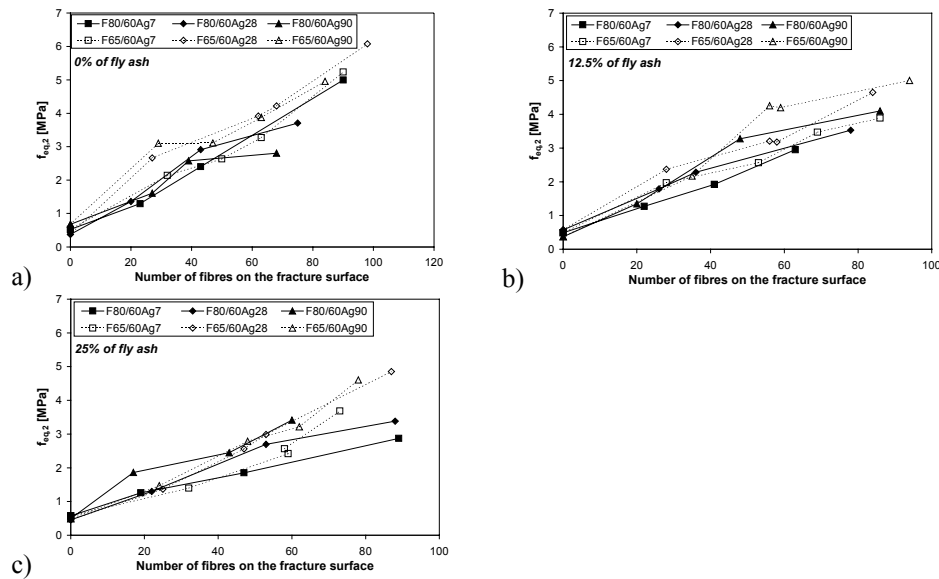 F80/60Ag7 F80/60Ag28 F80/60Ag90
F65/60Ag7 F65/60Ag28 F65/60Ag90
0% of fly ash
7
6
5
4
3
2
1
0
feq,2 [MPa]
0 20 40 60 80 100 120
Number of fibres on the fracture surface
a)
F80/60Ag7 F80/60Ag28 F80/60Ag90
F65/60Ag7 F65/60Ag28 F65/60Ag90
12.5% of fly ash
7
6
5
4
3
2
1
0
feq,2 [MPa]
0 20 40 60 80 100
Number of fibres on the fracture surface
b)
F80/60Ag7 F80/60Ag28 F80/60Ag90
F65/60Ag7 F65/60Ag28 F65/60Ag90
25% of fly ash
7
6
5
4
3
2
1
0
feq,2 [MPa]
0 20 40 60 80 100
Number of fibres on the fracture surface
c)